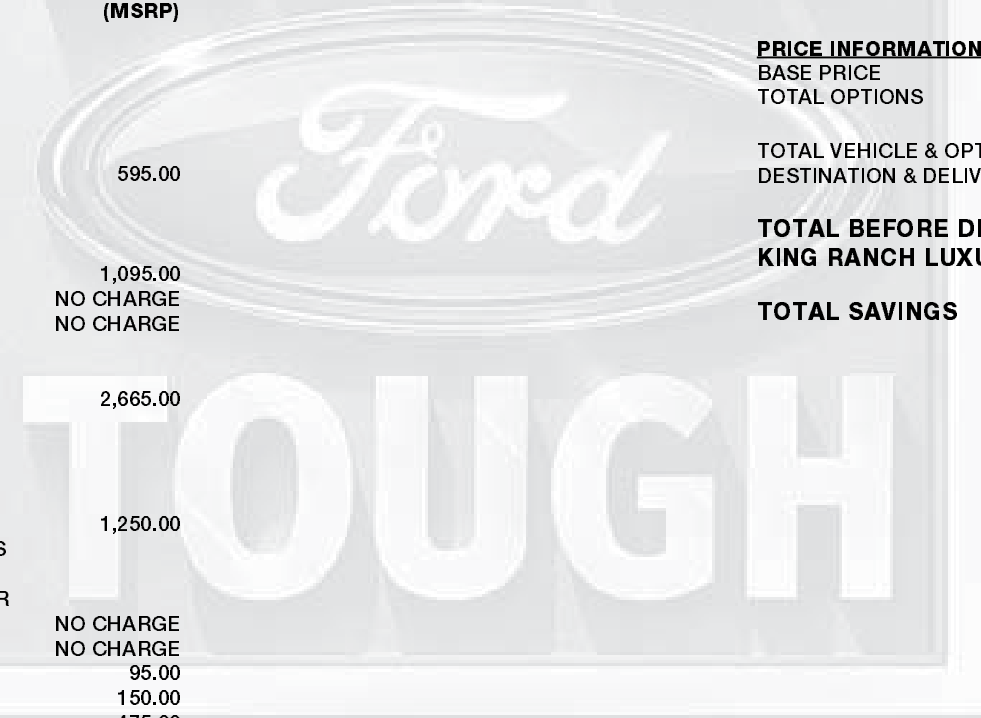 (MSRP)
595.00
1,095.00
NO CHARGE
NO CHARGE
2,665.00
1,250.00
S
R
NO CHARGE
NO CHARGE
95.00
150.00
PRICE INFORMATION
BASE PRICE
TOTAL OPTIONS
TOTAL VEHICLE & OPT
DESTINATION & DELIV
TOTAL BEFORE DI
KING RANCH LUXU
TOTAL SAVINGS
Ford
TOUGH